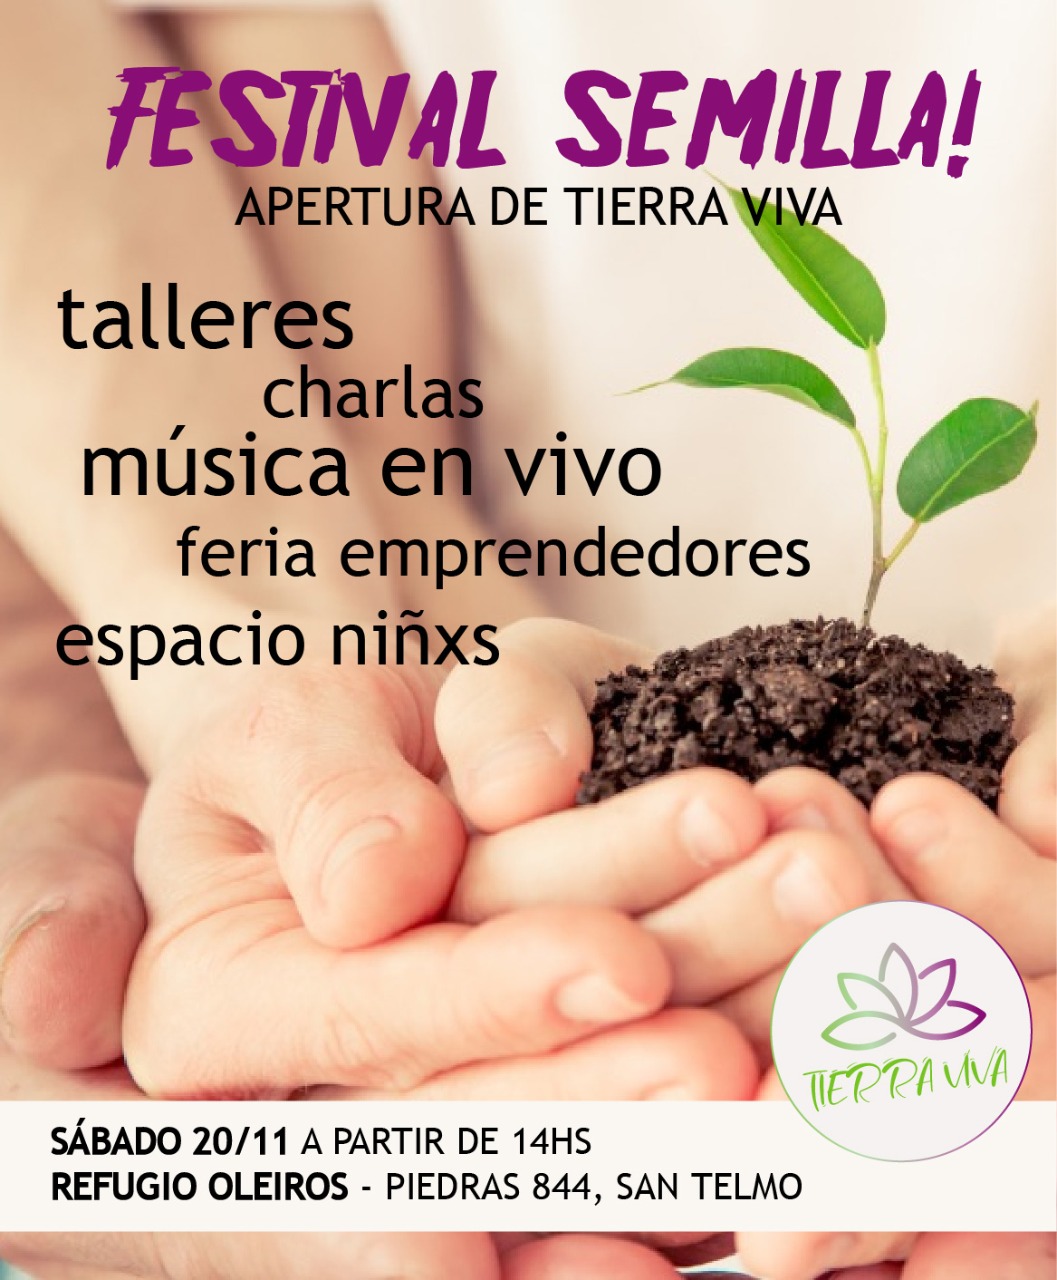 FESTIVAL SEMILLA!
APERTURA DE TIERRA VIVA
talleres
charlas
música en vivo
feria emprendedores
espacio niñxs
TIERRA VIVA
SÁBADO 20/11 A PARTIR DE 14HS
REFUGIO OLEIROS - PIEDRAS 844, SAN TELMO